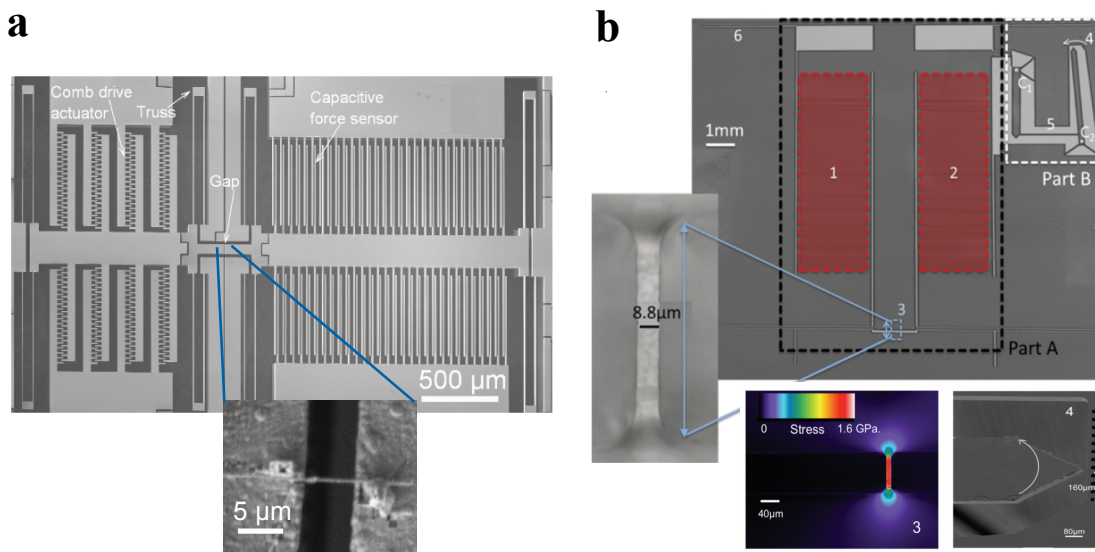 a
Comb drive
actuator
Truss
Capacitive
force sensor
Gap
500 µm
5 µm
b
6
4
C1
5
C2
1mm
1
2
Part B
8.8µm
3
Part A
0
Stress
1.6 GPa.
40µm
3
4
160µm
80µm